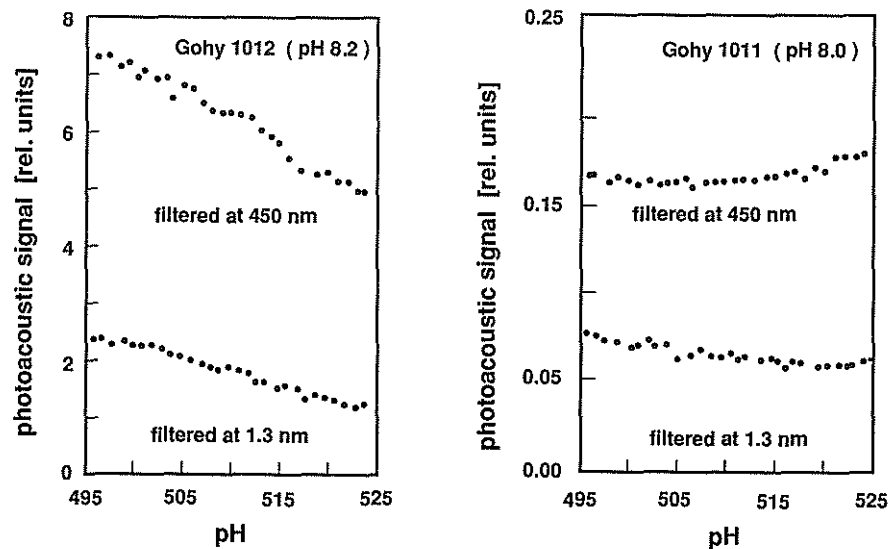 photoacoustic signal [rel. units]
8
6
4
2
0
Gohy 1012 ( pH 8.2)
filtered at 450 nm
filtered at 1.3 nm
495
505
515
525
pH
photoacoustic signal [rel. units]
0.25
0.15
0.05
0.00
Gohy 1011 ( pH 8.0)
filtered at 450 nm
filtered at 1.3 nm
495
505
515
525
pH